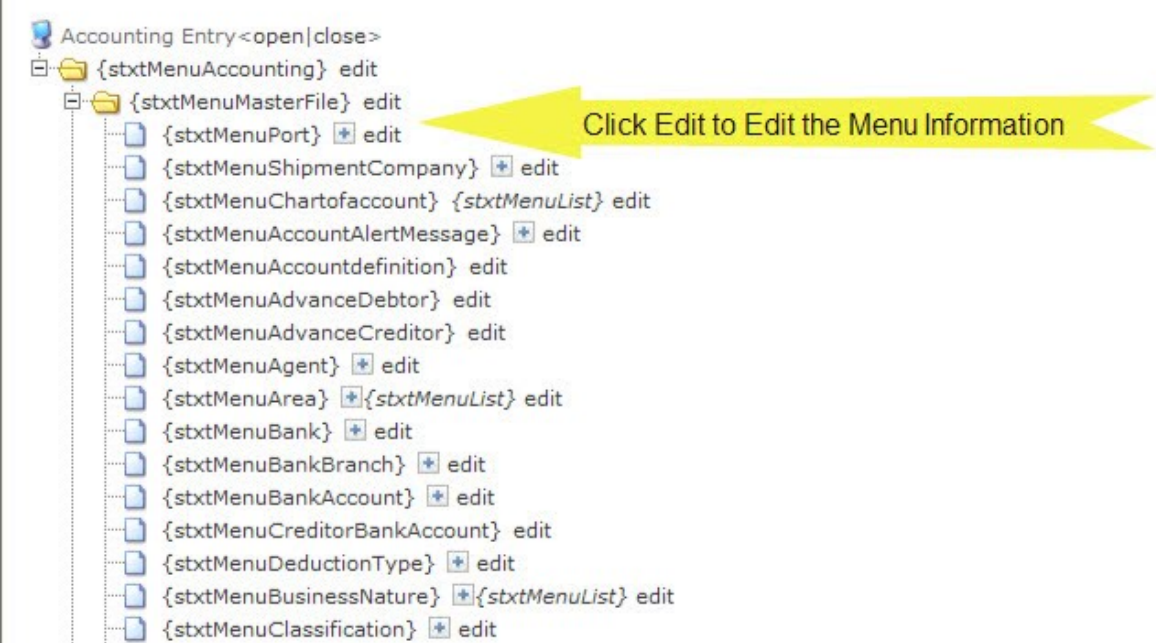 Accounting Entry<open|close>
{stxtMenuAccounting} edit
{stxtMenuMasterFile} edit
Click Edit to Edit the Menu Information
{stxtMenuPort} edit
{stxtMenuShipmentCompany} edit
{stxtMenuChartofaccount} {stxtMenuList} edit
{stxtMenuAccountAlertMessage} edit
{stxtMenuAccountdefinition} edit
{stxtMenuAdvanceDebtor} edit
{stxtMenuAdvanceCreditor} edit
{stxtMenuAgent} edit
{stxtMenuArea} {stxtMenuList} edit
{stxtMenuBank} edit
{stxtMenuBankBranch} edit
{stxtMenuBankAccount} edit
{stxtMenuCreditorBankAccount} edit
{stxtMenuDeductionType} edit
{stxtMenuBusinessNature} {stxtMenuList} edit
{stxtMenuClassification} edit